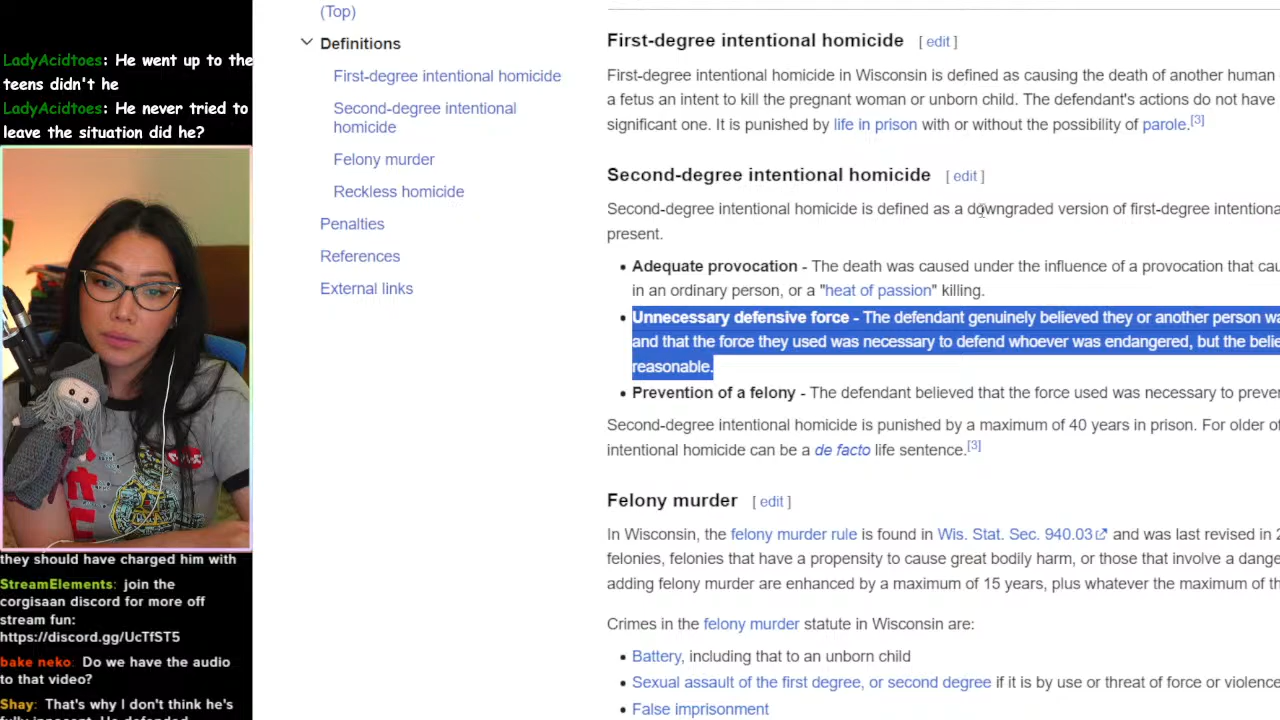 LadyAcidtoes: He went up to the
teens didn't he
LadyAcidtoes: He never tried to
leave the situation did he?
they should have charged him with
StreamElements: join the
corgisaan discord for more off
stream fun:
https://discord.gg/UcTfST5
bake neko: Do we have the audio
to that video?
Shay: That's why I don't think he's
fully innocent. He defended
(Top)
Definitions
First-degree intentional homicide
Second-degree intentional
homicide
Felony murder
Reckless homicide
Penalties
References
External links
First-degree intentional homicide [ edit ]
First-degree intentional homicide in Wisconsin is defined as causing the death of another human
a fetus an intent to kill the pregnant woman or unborn child. The defendant's actions do not have
significant one. It is punished by life in prison with or without the possibility of parole.[3]
Second-degree intentional homicide [ edit ]
Second-degree intentional homicide is defined as a downgraded version of first-degree intentiona
present.
• Adequate provocation - The death was caused under the influence of a provocation that cau
in an ordinary person, or a "heat of passion" killing.
• Unnecessary defensive force - The defendant genuinely believed they or another person wa
and that the force they used was necessary to defend whoever was endangered, but the belie
reasonable.
• Prevention of a felony - The defendant believed that the force used was necessary to preve
Second-degree intentional homicide is punished by a maximum of 40 years in prison. For older of
intentional homicide can be a de facto life sentence.[3]
Felony murder [ edit ]
In Wisconsin, the felony murder rule is found in Wis. Stat. Sec. 940.03 and was last revised in 2
felonies, felonies that have a propensity to cause great bodily harm, or those that involve a dange
adding felony murder are enhanced by a maximum of 15 years, plus whatever the maximum of th
Crimes in the felony murder statute in Wisconsin are:
• Battery, including that to an unborn child
• Sexual assault of the first degree, or second degree if it is by use or threat of force or violence
• False imprisonment